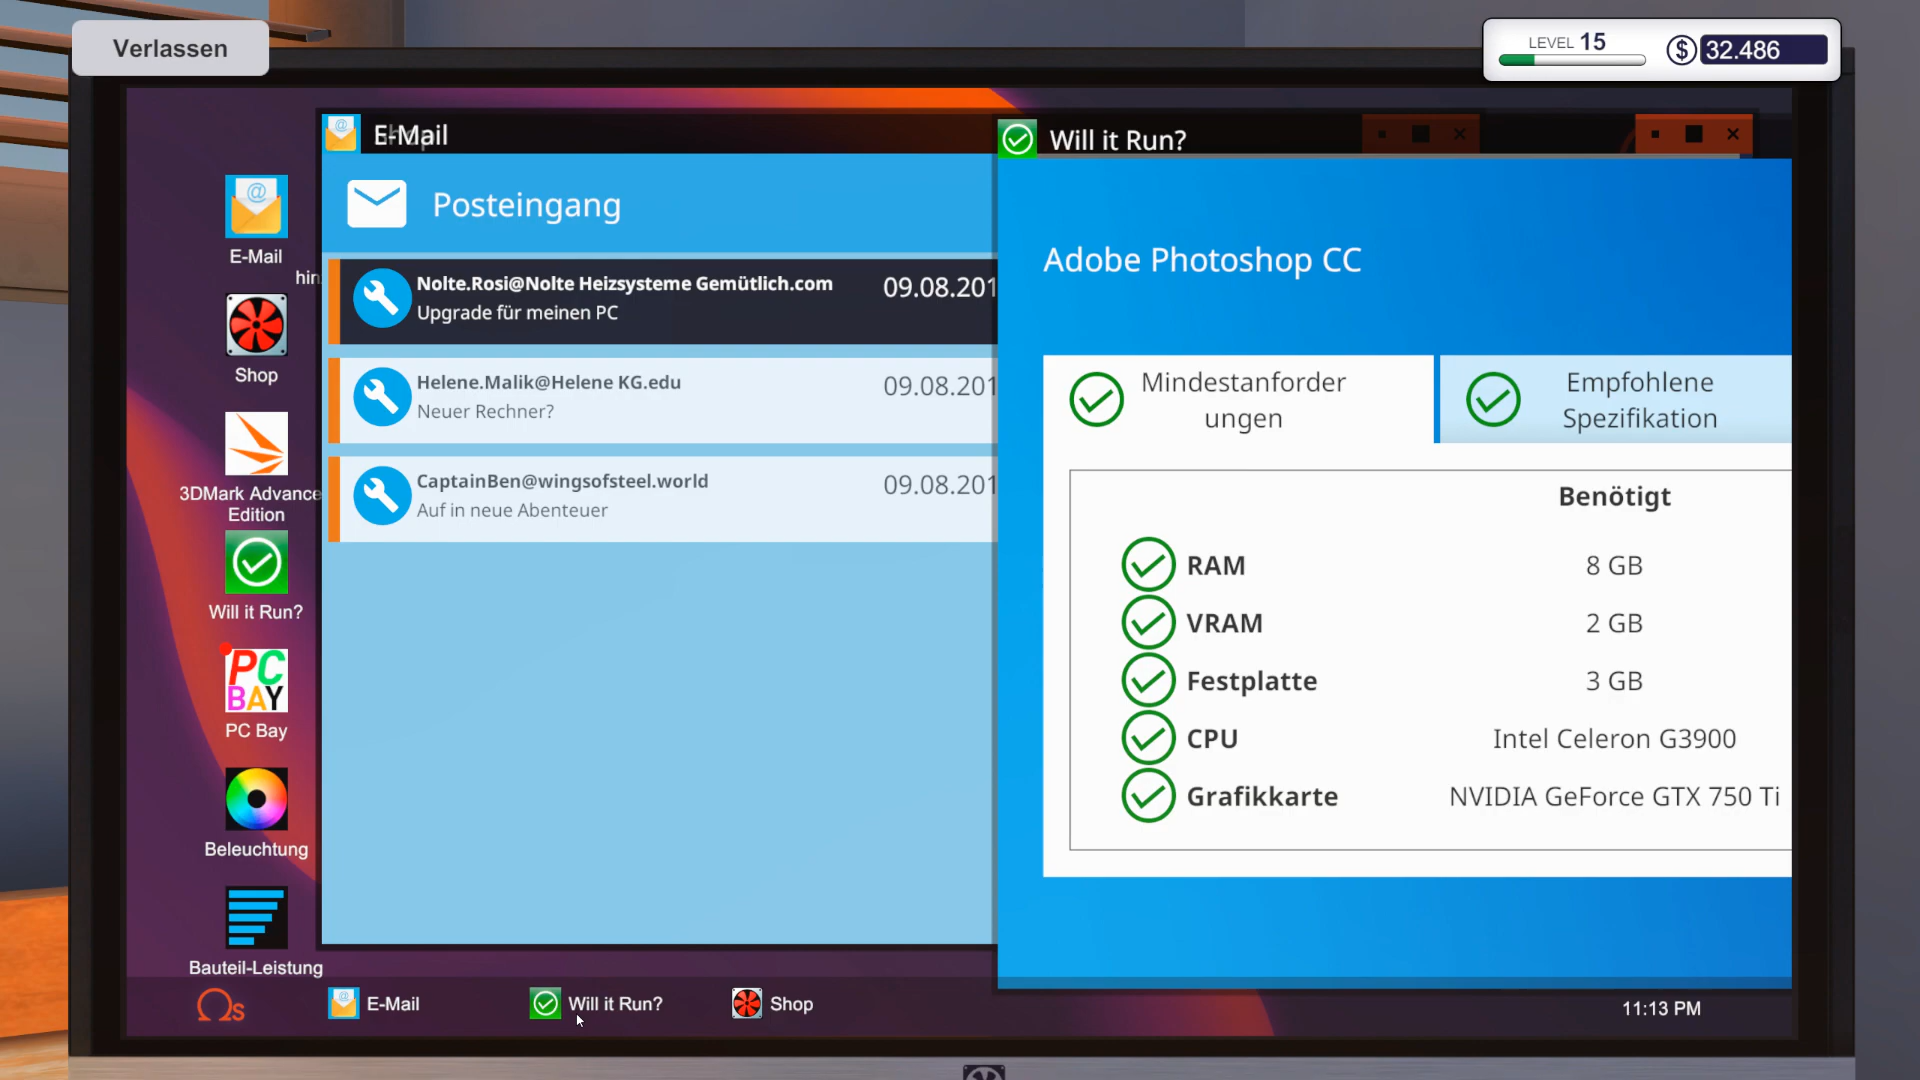 Verlassen
LEVEL 15
$ 32.486
E-Mail
Will it Run?
Posteingang
E-Mail
hin
Nolte.Rosi@Nolte Heizsysteme Gemütlich.com
09.08.201
Upgrade für meinen PC
Helene.Malik@Helene KG.edu
09.08.201
Neuer Rechner?
CaptainBen@wingsofsteel.world
09.08.201
Auf in neue Abenteuer
Shop
3DMark Advance
Edition
Will it Run?
PC
BAY
PC Bay
Beleuchtung
Bauteil-Leistung
Adobe Photoshop CC
Mindestanforder
ungen
Empfohlene
Spezifikation
Benötigt
RAM 8 GB
VRAM 2 GB
Festplatte 3 GB
CPU Intel Celeron G3900
Grafikkarte NVIDIA GeForce GTX 750 Ti
Ωs
E-Mail
Will it Run?
Shop
11:13 PM